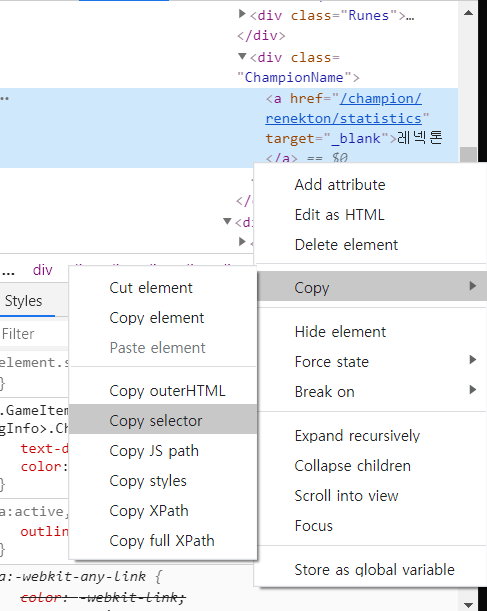 <div class="Runes">…
</div>
<div class=
"ChampionName">
<a href="/champion/
renekton/statistics"
target="_blank">레넥톤
</a> == $0
Add attribute
Edit as HTML
Delete element
Copy
Hide element
Force state
Break on
Expand recursively
Collapse children
Scroll into view
Focus
Store as global variable
... div
Cut element
Copy element
Paste element
Copy outerHTML
Copy selector
Copy JS path
Copy styles
Copy XPath
Copy full XPath
Styles
Filter
element.s
}
.GameItem
gInfo>.Ch
text-d
color:
}
a:active,
outlin
}
a:-webkit-any-link {
color: -webkit-link;